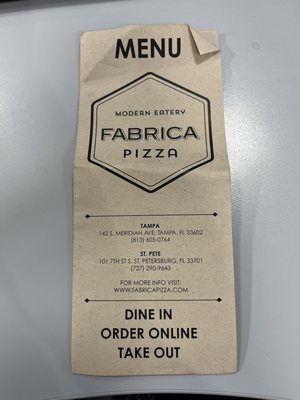 MENU
MODERN EATERY
FABRICA
PIZZA
TAMPA
142 S. MERIDIAN AVE, TAMPA, FL 33602
(813) 605-0764
ST. PETE
101 7TH ST S, ST. PETERSBURG, FL 33701
(727) 290-9643
FOR MORE INFO VISIT:
WWW.FABRICAPIZZA.COM
DINE IN
ORDER ONLINE
TAKE OUT